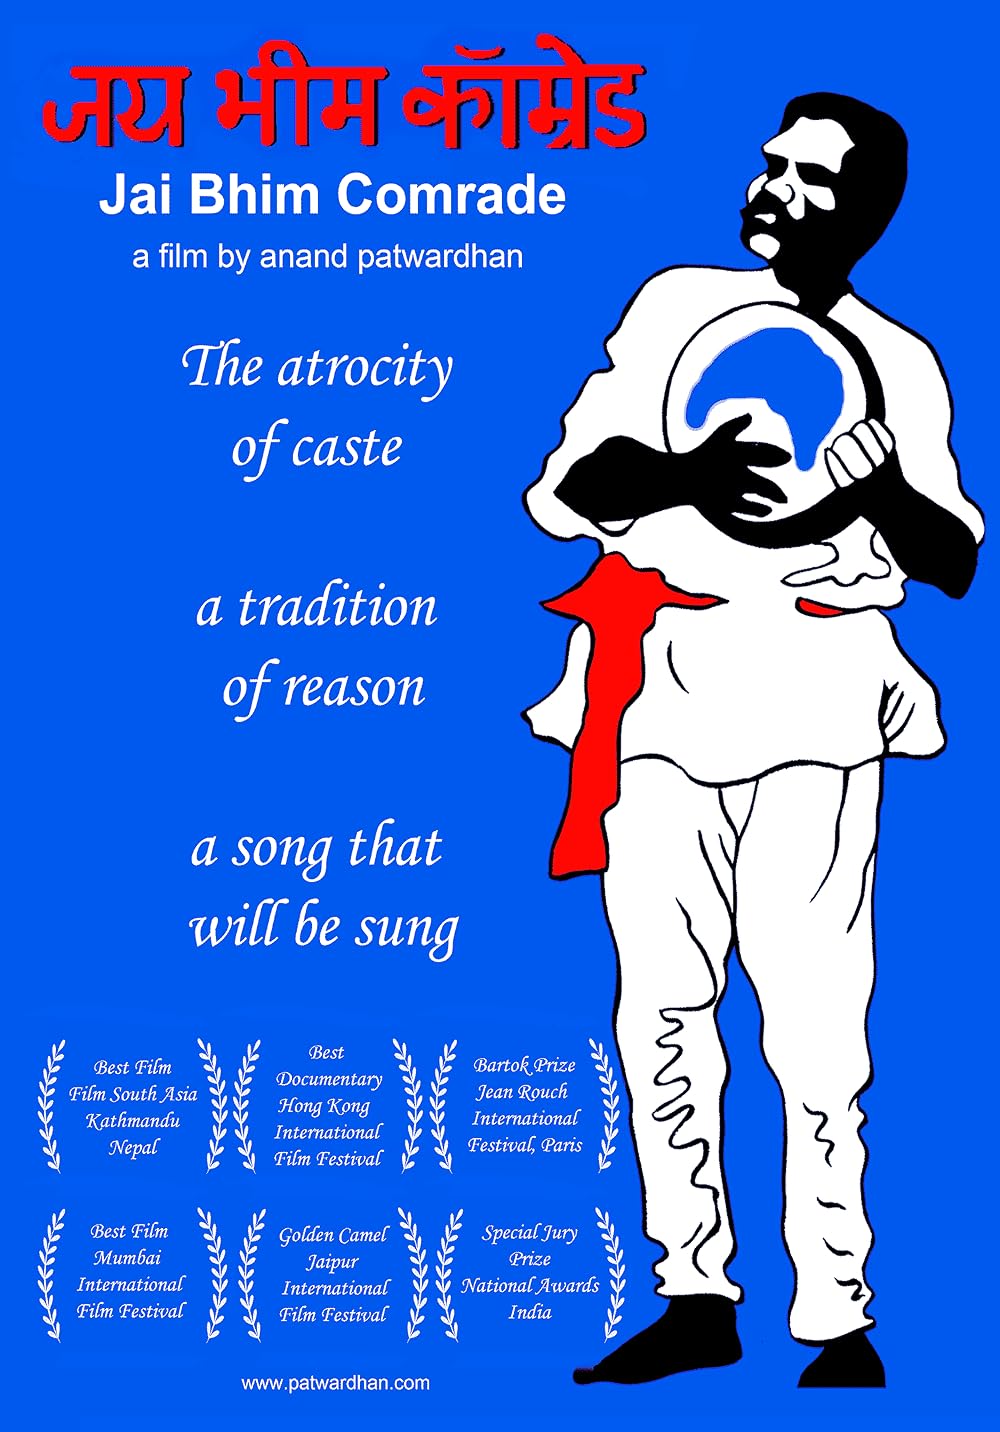 जय भीम कॉम्रेड
Jai Bhim Comrade
a film by anand patwardhan
The atrocity
of caste
a tradition
of reason
a song that
will be sung
Best Film
Film South Asia
Kathmandu
Nepal
Best
Documentary
Hong Kong
International
Film Festival
Bartok Prize
Jean Rouch
International
Festival, Paris
Best Film
Mumbai
International
Film Festival
Golden Camel
Jaipur
International
Film Festival
Special Jury
Prize
National Awards
India
www.patwardhan.com